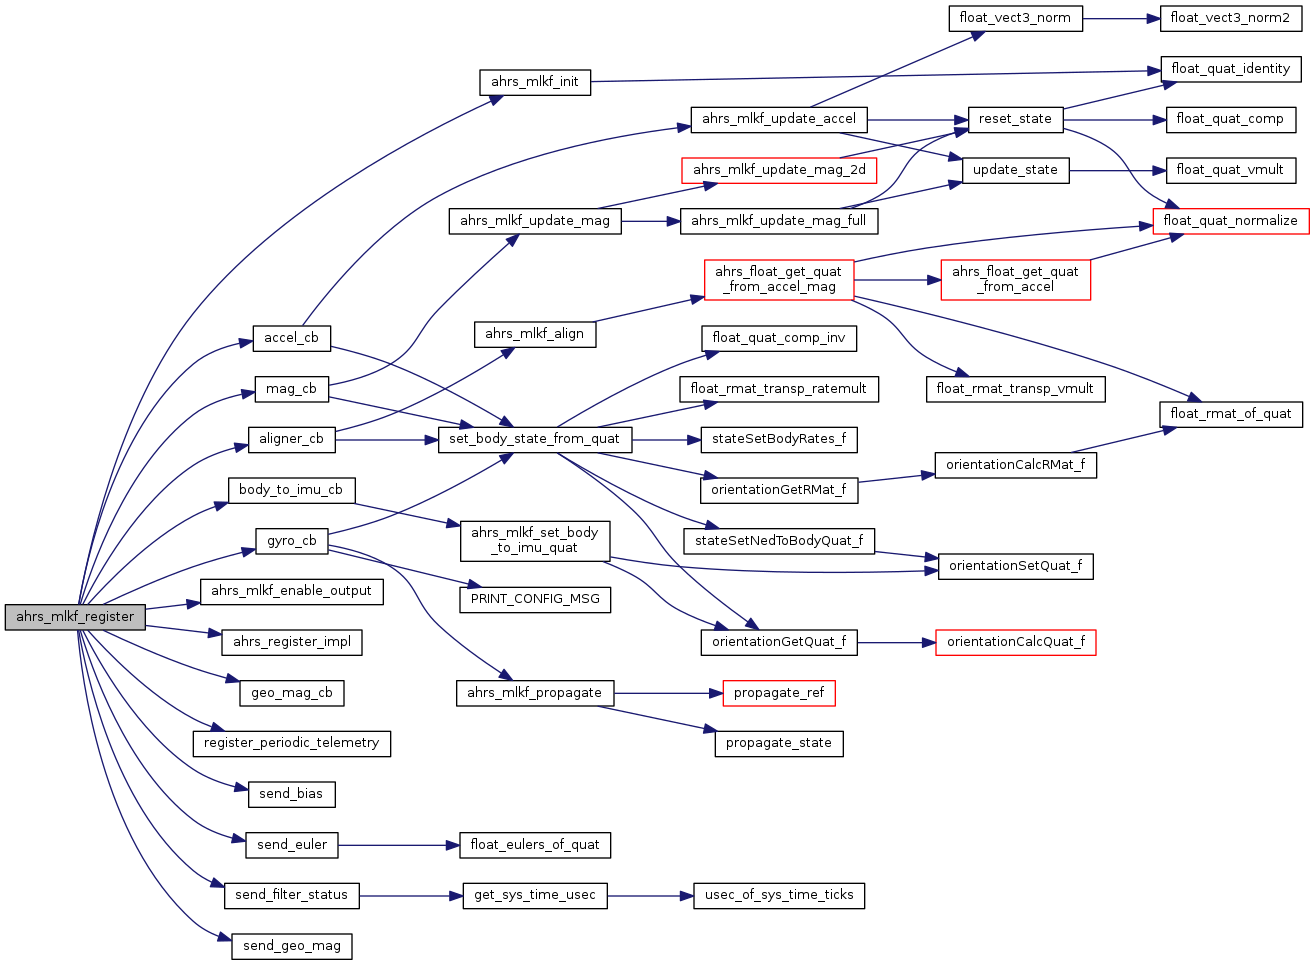 float_vect3_norm
float_vect3_norm2
ahrs_mlkf_init
float_quat_identity
ahrs_mlkf_update_accel
reset_state
float_quat_comp
ahrs_mlkf_update_mag_2d
update_state
float_quat_vmult
ahrs_mlkf_update_mag
ahrs_mlkf_update_mag_full
float_quat_normalize
ahrs_float_get_quat
_from_accel_mag
ahrs_float_get_quat
_from_accel
accel_cb
ahrs_mlkf_align
float_quat_comp_inv
mag_cb
float_rmat_transp_ratemult
float_rmat_transp_vmult
float_rmat_of_quat
aligner_cb
set_body_state_from_quat
stateSetBodyRates_f
orientationCalcRMat_f
body_to_imu_cb
orientationGetRMat_f
gyro_cb
ahrs_mlkf_set_body
_to_imu_quat
stateSetNedToBodyQuat_f
orientationSetQuat_f
ahrs_mlkf_enable_output
PRINT_CONFIG_MSG
ahrs_mlkf_register
ahrs_register_impl
orientationGetQuat_f
orientationCalcQuat_f
geo_mag_cb
ahrs_mlkf_propagate
propagate_ref
register_periodic_telemetry
propagate_state
send_bias
send_euler
float_eulers_of_quat
send_filter_status
get_sys_time_usec
usec_of_sys_time_ticks
send_geo_mag